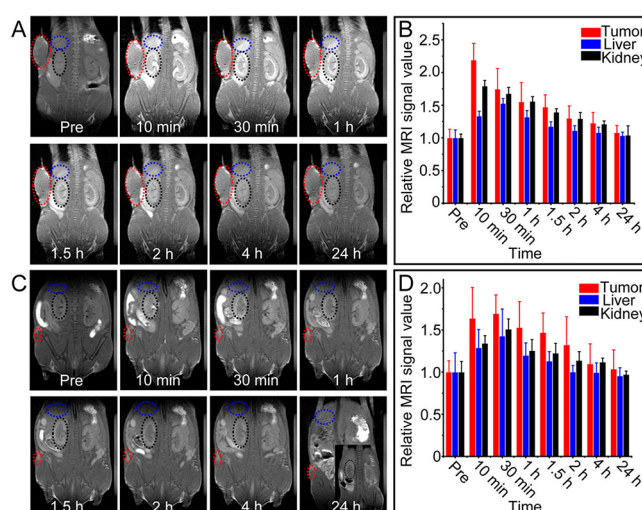 A
Pre
10 min
30 min
1 h
1.5 h
2 h
4 h
24 h
B
Relative MRI signal value
2.5
2.0
1.5
1.0
0.0
Tumor
Liver
Kidney
Pre
10 min
30 min
1 h
1.5 h
2 h
4 h
24 h
Time
C
Pre
10 min
30 min
1 h
1.5 h
2 h
4 h
24 h
D
Relative MRI signal value
2.0
1.5
1.0
0.0
Tumor
Liver
Kidney
Pre
10 min
30 min
1 h
1.5 h
2 h
4 h
24 h
Time